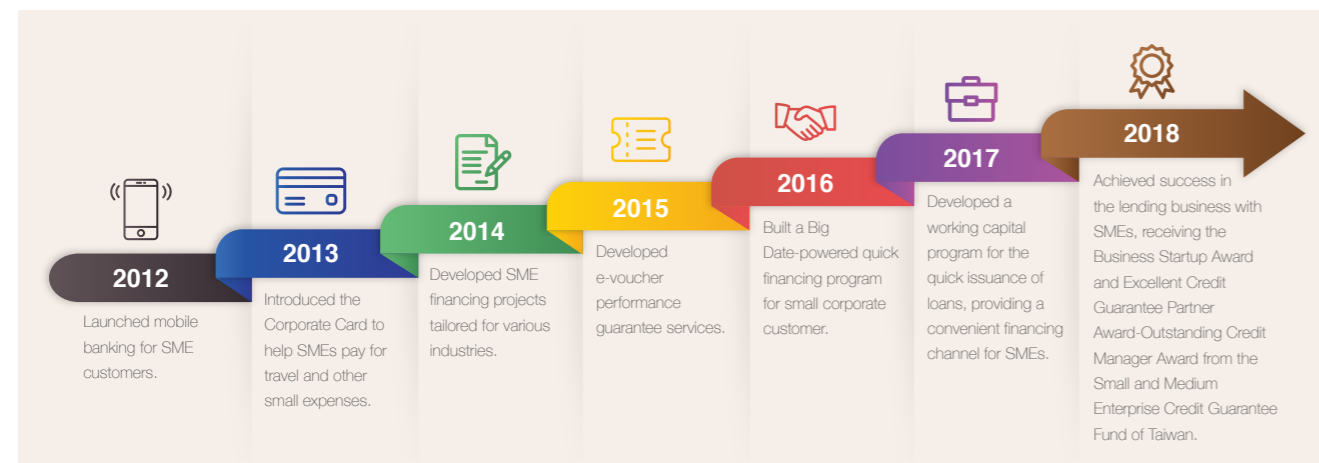 2012
Launched mobile
banking for SME
customers.
2013
Introduced the
Corporate Card to
help SMEs pay for
travel and other
small expenses.
2014
Developed SME
financing projects
tailored for various
industries.
2015
Developed
e-voucher
performance
guarantee services.
2016
Built a Big
Date-powered quick
financing program
for small corporate
customer.
2017
Developed a
working capital
program for the
quick issuance of
loans, providing a
convenient financing
channel for SMEs.
2018
Achieved success in
the lending business with
SMEs, receiving the
Business Startup Award
and Excellent Credit
Guarantee Partner
Award-Outstanding Credit
Manager Award from the
Small and Medium
Enterprise Credit Guarantee
Fund of Taiwan.